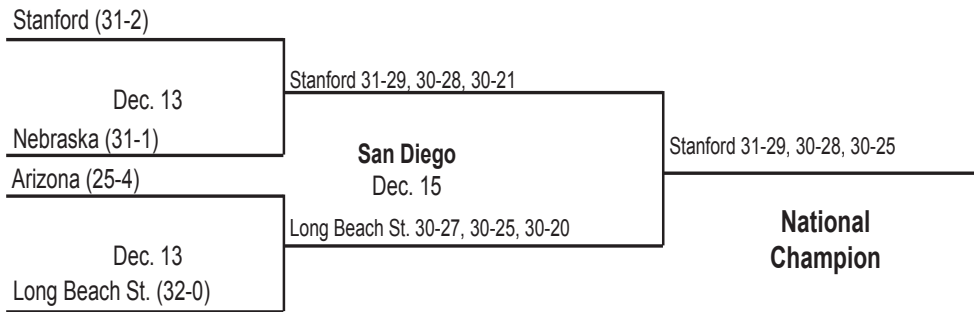 Stanford (31-2)
Stanford 31-29, 30-28, 30-21
Dec. 13
Nebraska (31-1)
San Diego
Dec. 15
Stanford 31-29, 30-28, 30-25
Arizona (25-4)
Long Beach St. 30-27, 30-25, 30-20
Dec. 13
Long Beach St. (32-0)
National
Champion